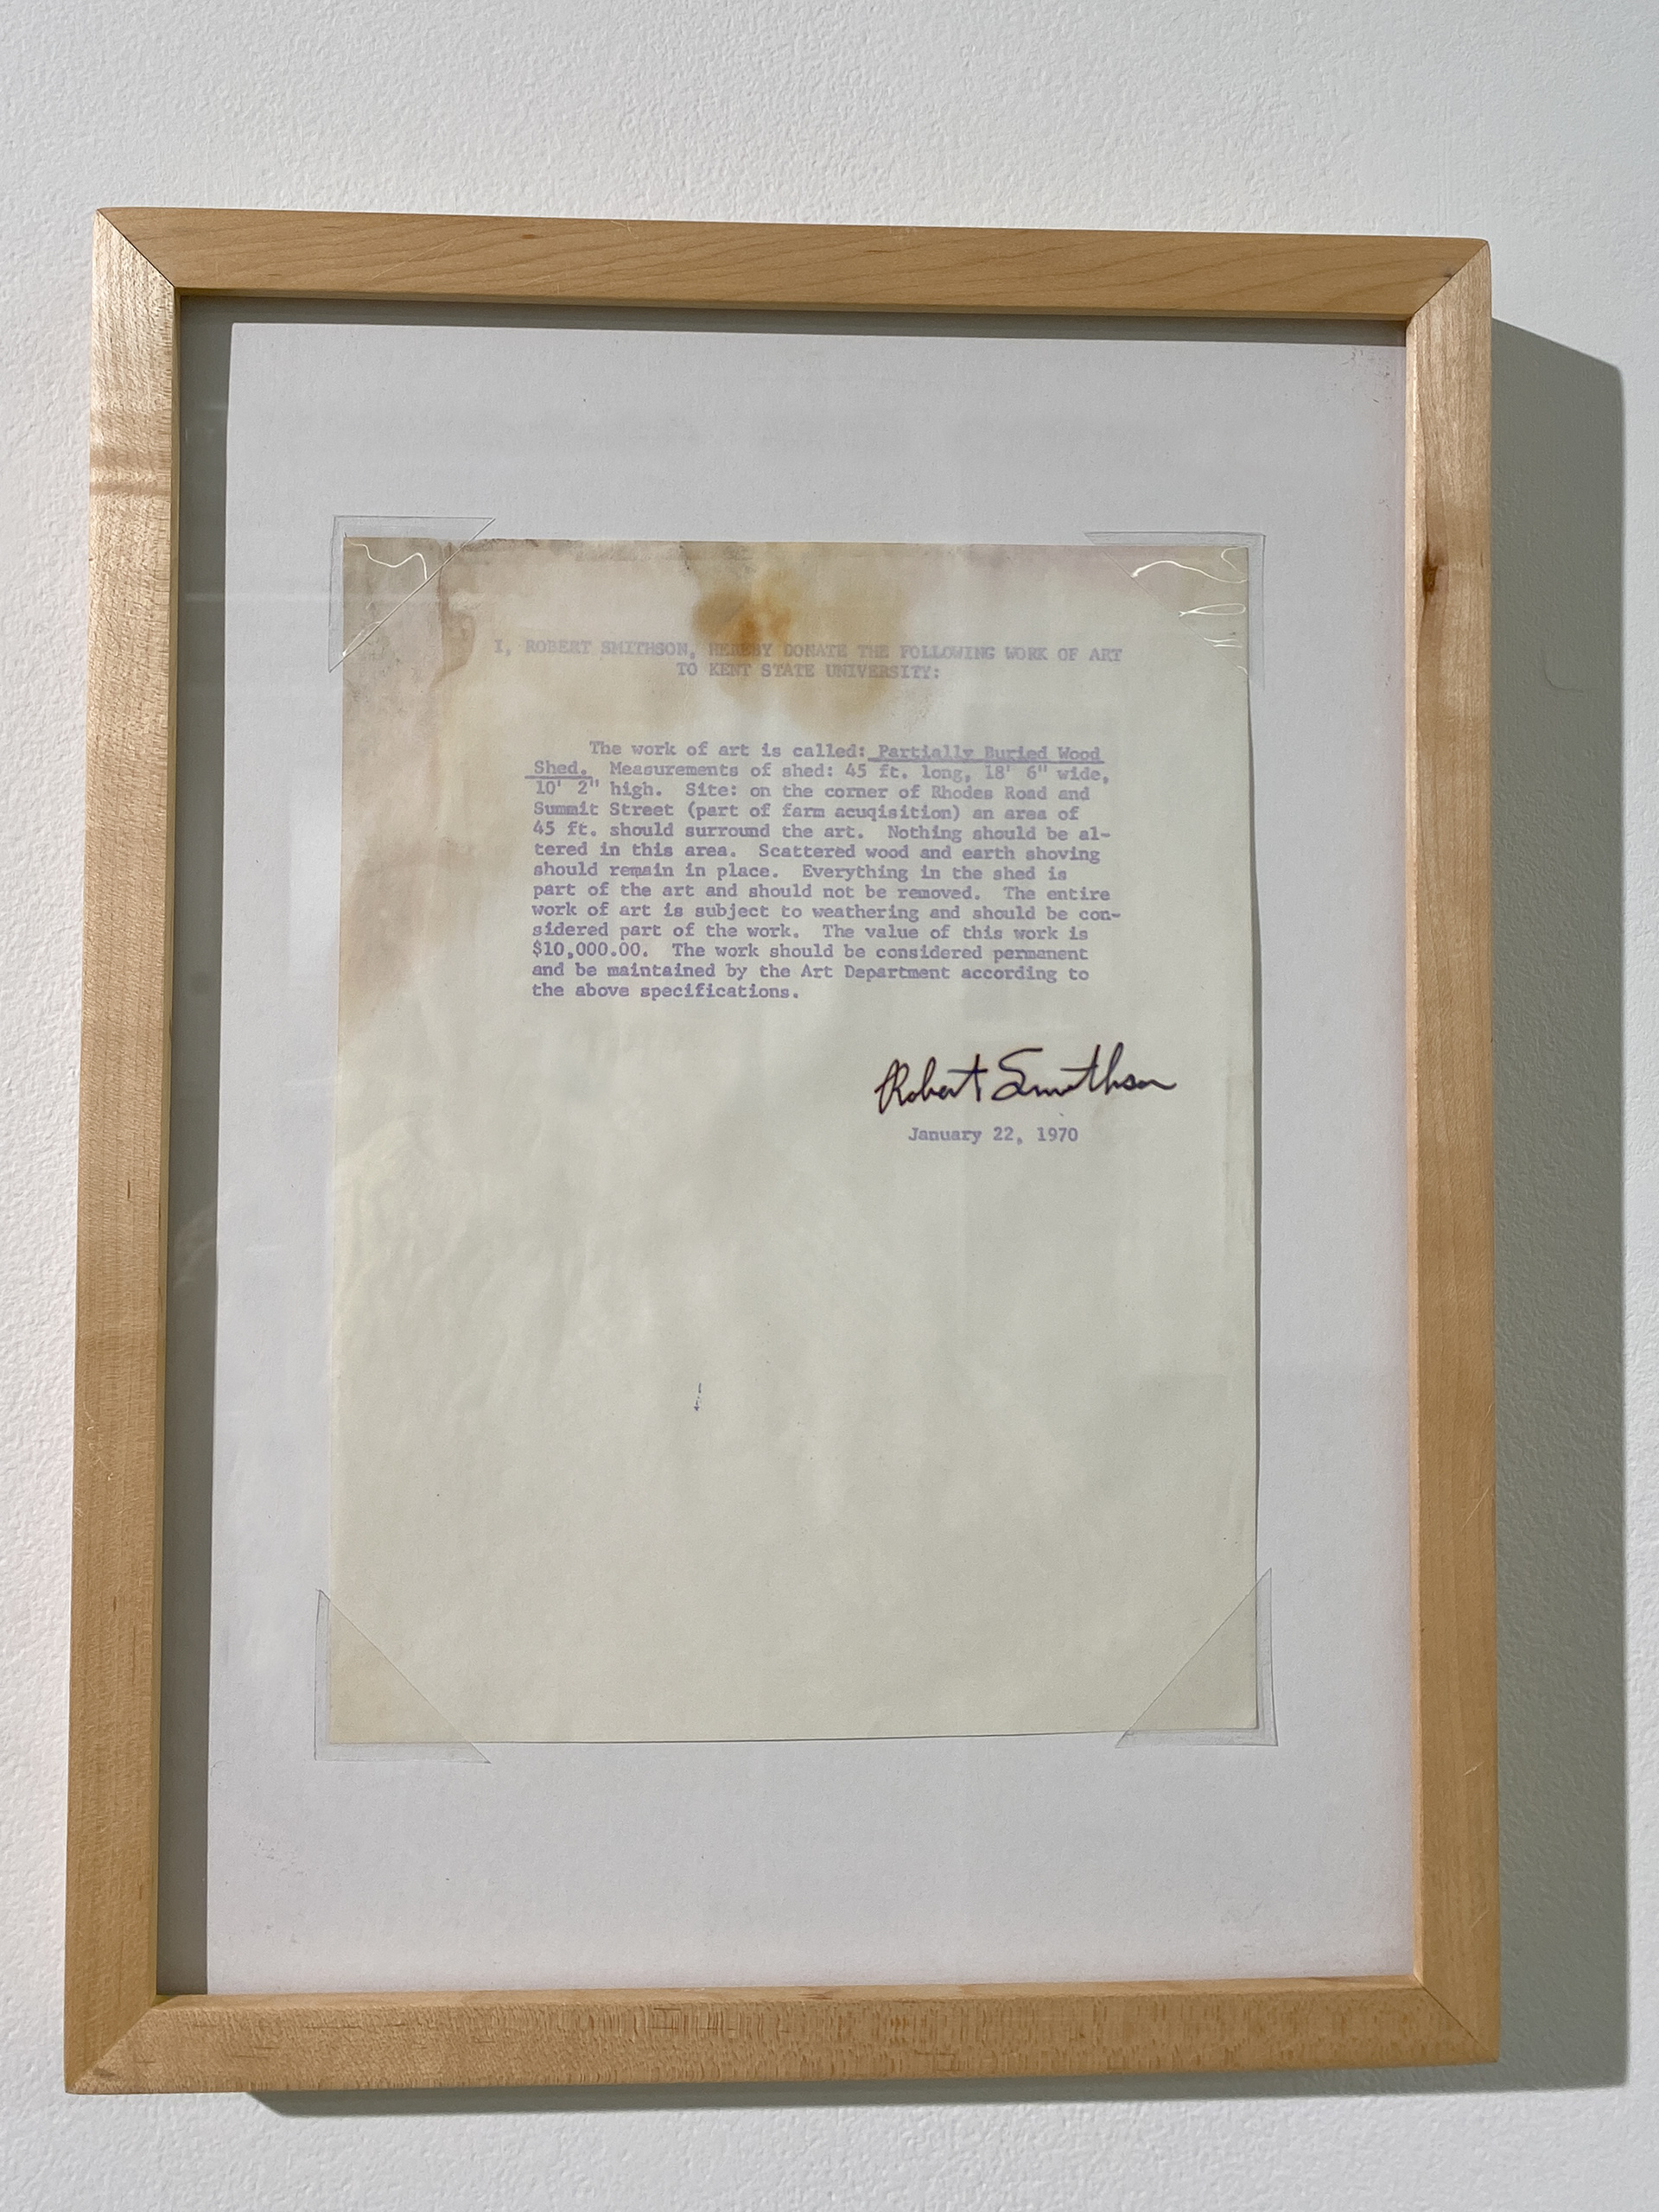 I, ROBERT SMITHSON, HEREBY DONATE THE FOLLOWING WORK OF ART
TO KENT STATE UNIVERSITY:
The work of art is called: Partially Buried Wood
Shed. Measurements of shed: 45 ft. long, 18' 6" wide,
10' 2" high. Site: on the corner of Rhodes Road and
Summit Street (part of farm acuqisition) an area of
45 ft. should surround the art. Nothing should be al-
tered in this area. Scattered wood and earth shoving
should remain in place. Everything in the shed is
part of the art and should not be removed. The entire
work of art is subject to weathering and should be con-
sidered part of the work. The value of this work is
$10,000.00. The work should be considered permanent
and be maintained by the Art Department according to
the above specifications.
Robert Smithson
January 22, 1970